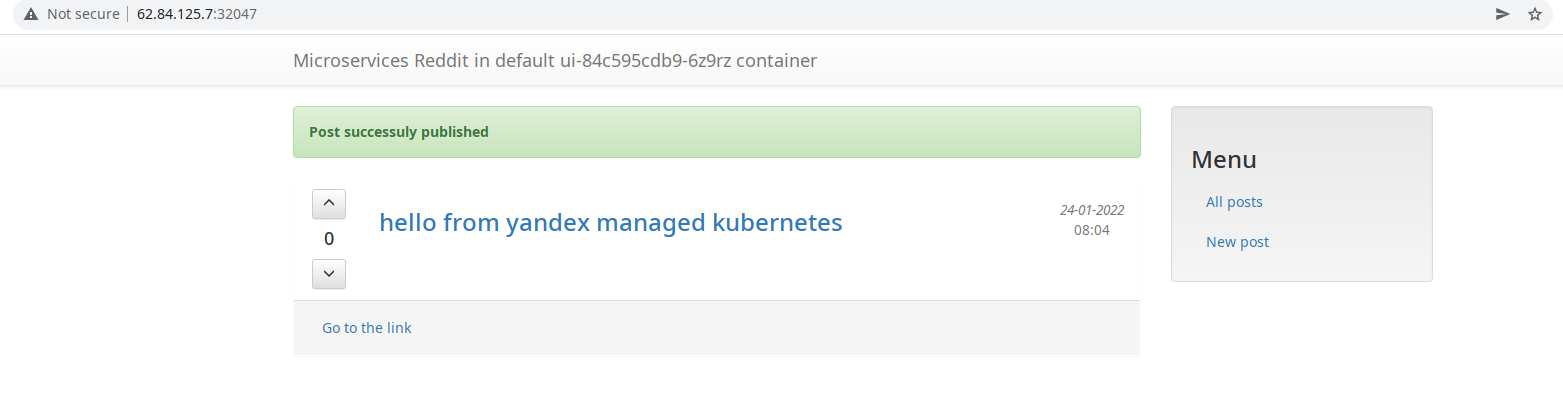 Not secure 62.84.125.7:32047
Microservices Reddit in default ui-84c595cdb9-6z9rz container
Post successuly published
Menu
All posts
New post
0
hello from yandex managed kubernetes
24-01-2022
08:04
Go to the link